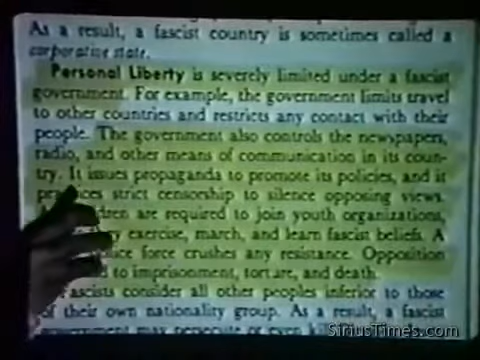 As a result, a fascist country is sometimes called a
corporative state.
Personal Liberty is severely limited under a fascist
government. For example, the government limits travel
to other countries and restricts any contact with their
people. The government also controls the newspapers,
radio, and other means of communication in its coun-
try. It issues propaganda to promote its policies, and it
practices strict censorship to silence opposing views.
are required to join youth organizations,
exercise, march, and learn fascist beliefs. A
force crushes any resistance. Opposition
to imprisonment, torture, and death.
Fascists consider all other peoples inferior to those
of their own nationality group. As a result, a fascist
government may persecute or even
SiriusTimes.com